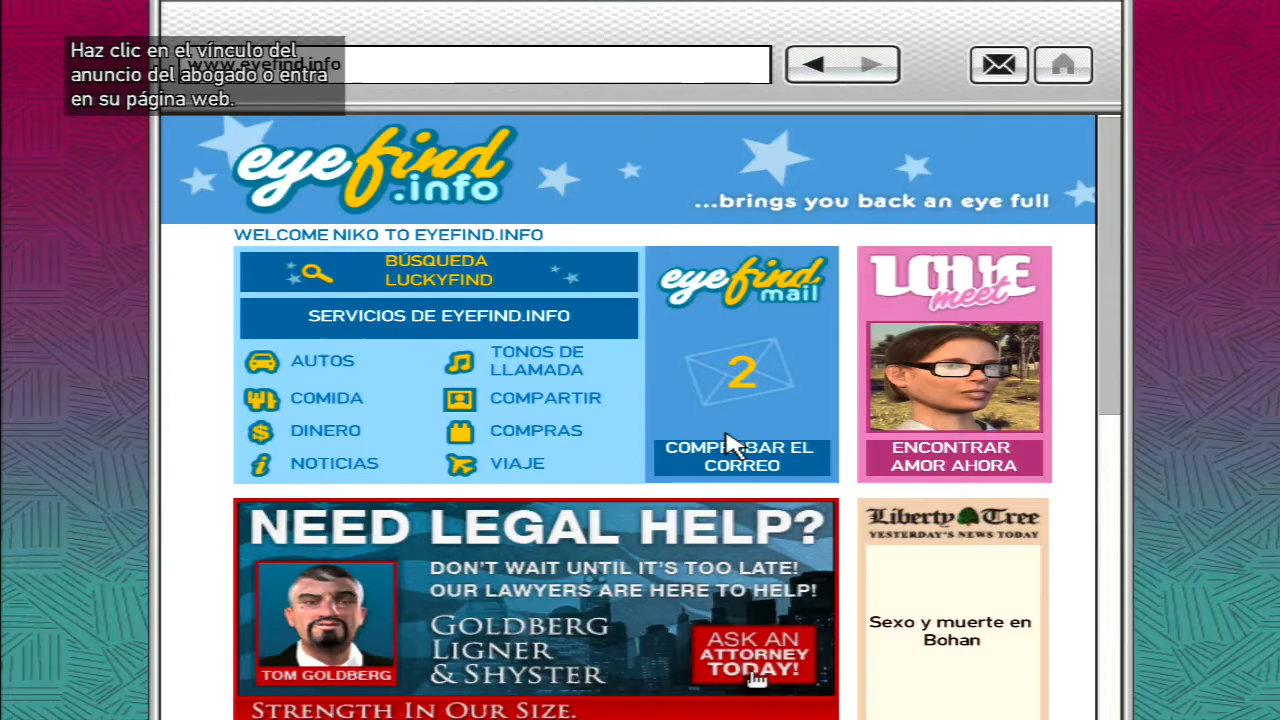 Haz clic en el vínculo del
anuncio del abogado o entra
en su página web.
www.eyefind.info
eyefind
.info
...brings you back an eye full
WELCOME NIKO TO EYEFIND.INFO
BÚSQUEDA
LUCKYFIND
SERVICIOS DE EYEFIND.INFO
AUTOS
TONOS DE
LLAMADA
COMIDA
COMPARTIR
DINERO
COMPRAS
NOTICIAS
VIAJE
eyefind
mail
2
COMPROBAR EL
CORREO
LOVE
meet
ENCONTRAR
AMOR AHORA
NEED LEGAL HELP?
DON'T WAIT UNTIL IT'S TOO LATE!
OUR LAWYERS ARE HERE TO HELP!
GOLDBERG
LIGNER
& SHYSTER
TOM GOLDBERG
ASK AN
ATTORNEY
TODAY!
STRENGTH IN OUR SIZE.
Liberty Tree
YESTERDAY'S NEWS TODAY
Sexo y muerte en
Bohan